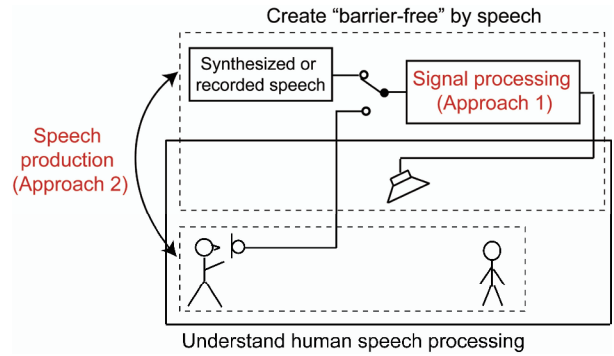 Create “barrier-free” by speech
Synthesized or
recorded speech
Signal processing
(Approach 1)
Speech
production
(Approach 2)
Understand human speech processing